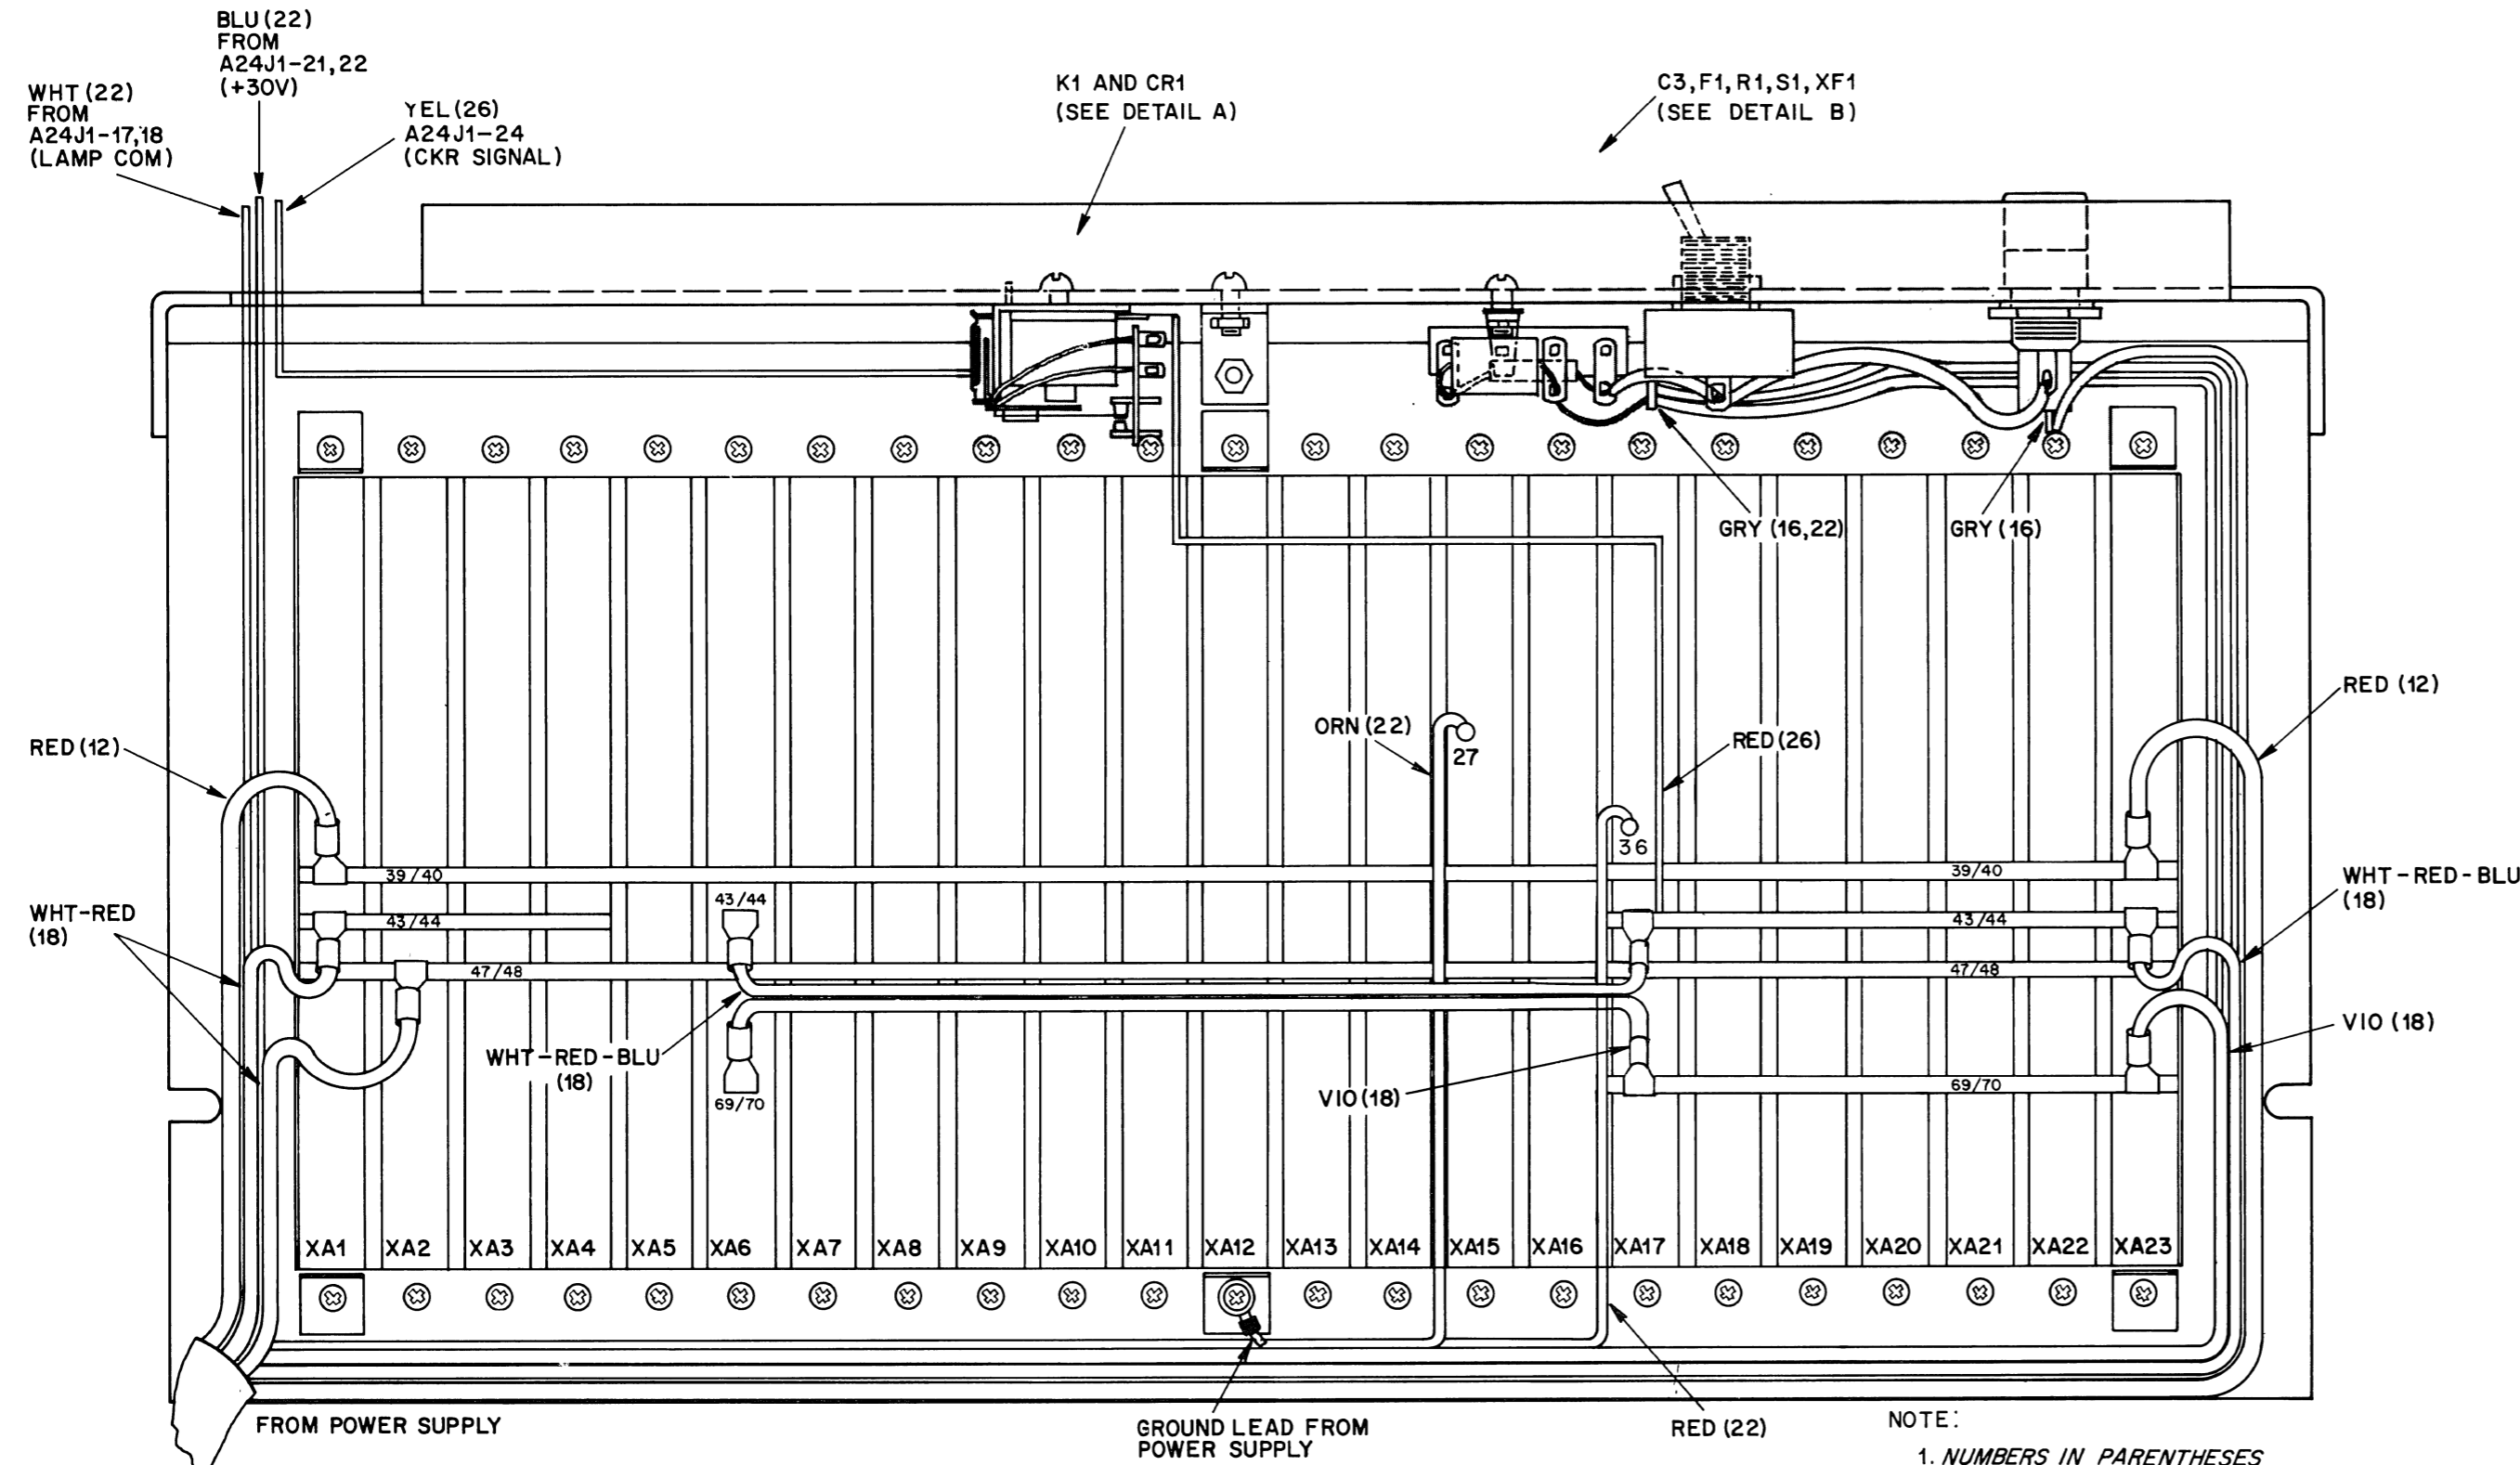 BLU (22)
FROM
A24J1-21,22
(+30V)
WHT (22)
FROM
A24J1-17,18
(LAMP COM)
YEL (26)
A24J1-24
(CKR SIGNAL)
K1 AND CR1
(SEE DETAIL A)
C3, F1, R1, S1, XF1
(SEE DETAIL B)
GRY (16,22)
GRY (16)
RED (12)
ORN (22)
RED (26)
RED (12)
27
36
39/40
39/40
WHT-RED
(18)
43/44
43/44
43/44
WHT-RED-BLU
(18)
47/48
47/48
WHT-RED-BLU
(18)
VIO (18)
69/70
VIO (18)
69/70
XA1 XA2 XA3 XA4 XA5 XA6 XA7 XA8 XA9 XA10 XA11 XA12 XA13 XA14 XA15 XA16 XA17 XA18 XA19 XA20 XA21 XA22 XA23
FROM POWER SUPPLY
GROUND LEAD FROM
POWER SUPPLY
RED (22)
NOTE:
1. NUMBERS IN PARENTHESES